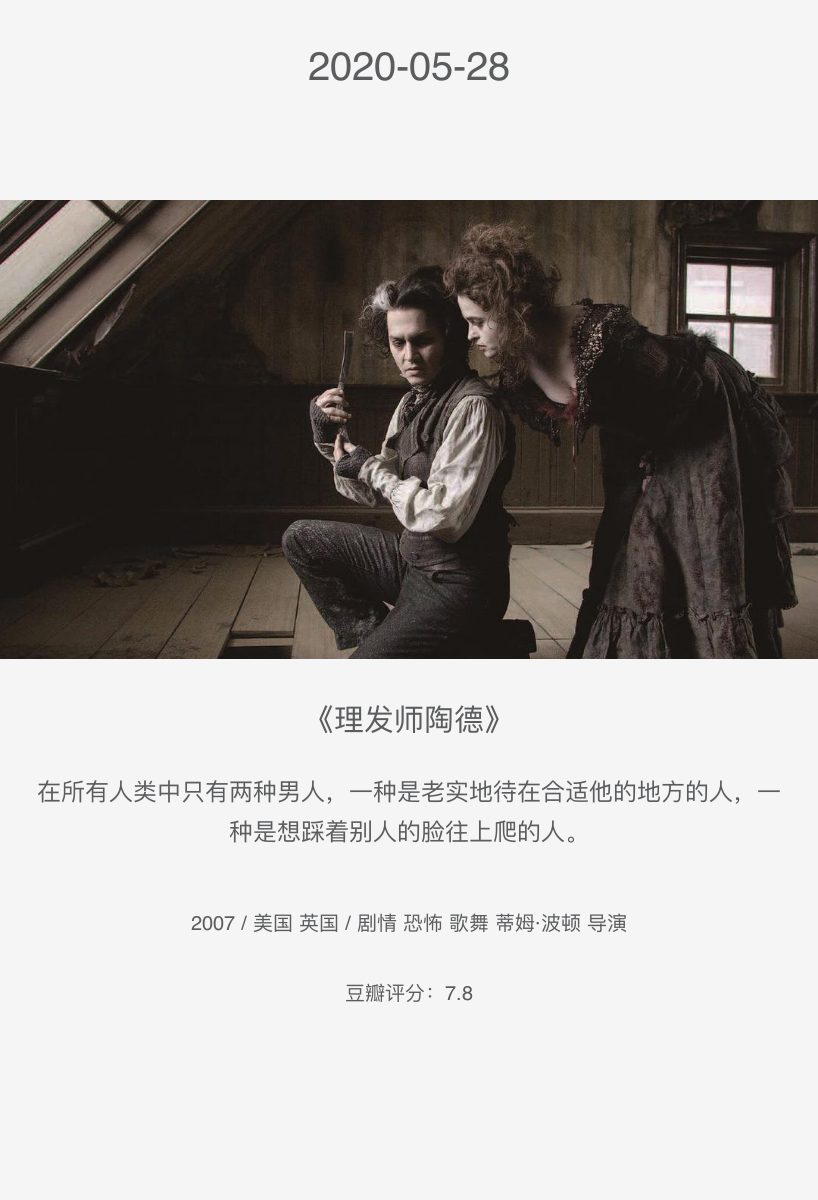 2020-05-28
《理发师陶德》
在所有人类中只有两种男人，一种是老实地待在合适他的地方的人，一
种是想踩着别人的脸往上爬的人。
2007 / 美国 英国 / 剧情 恐怖 歌舞 蒂姆·波顿 导演
豆瓣评分：7.8